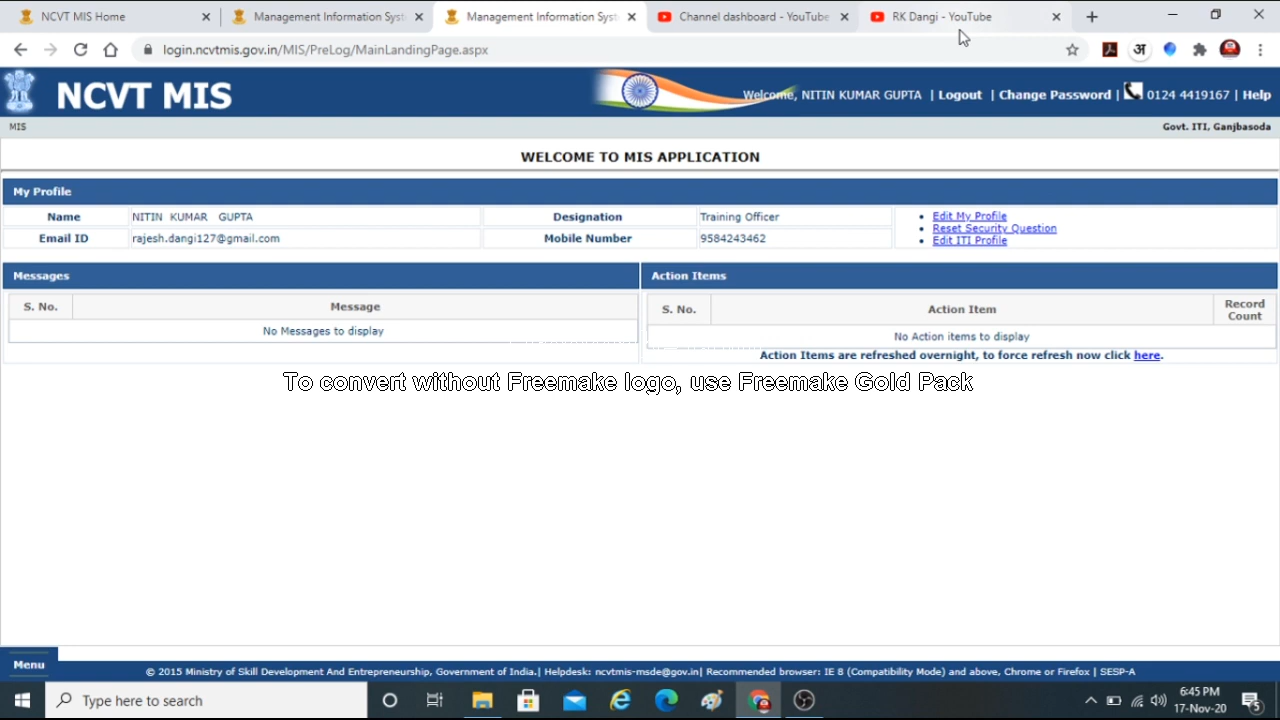 NCVT MIS Home
Management Information Syst
Management Information Syst
Channel dashboard - YouTube
RK Dangi - YouTube
login.ncvtmis.gov.in/MIS/PreLog/MainLandingPage.aspx
अ
NCVT MIS
Welcome, NITIN KUMAR GUPTA | Logout | Change Password | 0124 4419167 | Help
MIS
Govt. ITI, Ganjbasoda
WELCOME TO MIS APPLICATION
My Profile
Name NITIN KUMAR GUPTA Designation Training Officer
Email ID rajesh.dangi127@gmail.com Mobile Number 9584243462
Edit My Profile
Reset Security Question
Edit ITI Profile
Messages
S. No. Message
No Messages to display
Action Items
S. No. Action Item Record Count
No Action items to display
Action Items are refreshed overnight, to force refresh now click here.
To convert without Freemake logo, use Freemake Gold Pack
Menu
© 2015 Ministry of Skill Development And Entrepreneurship, Government of India.| Helpdesk: ncvtmis-msde@gov.in| Recommended browser: IE 8 (Compatibility Mode) and above, Chrome or Firefox | SESP-A
Type here to search
6:45 PM
17-Nov-20
5